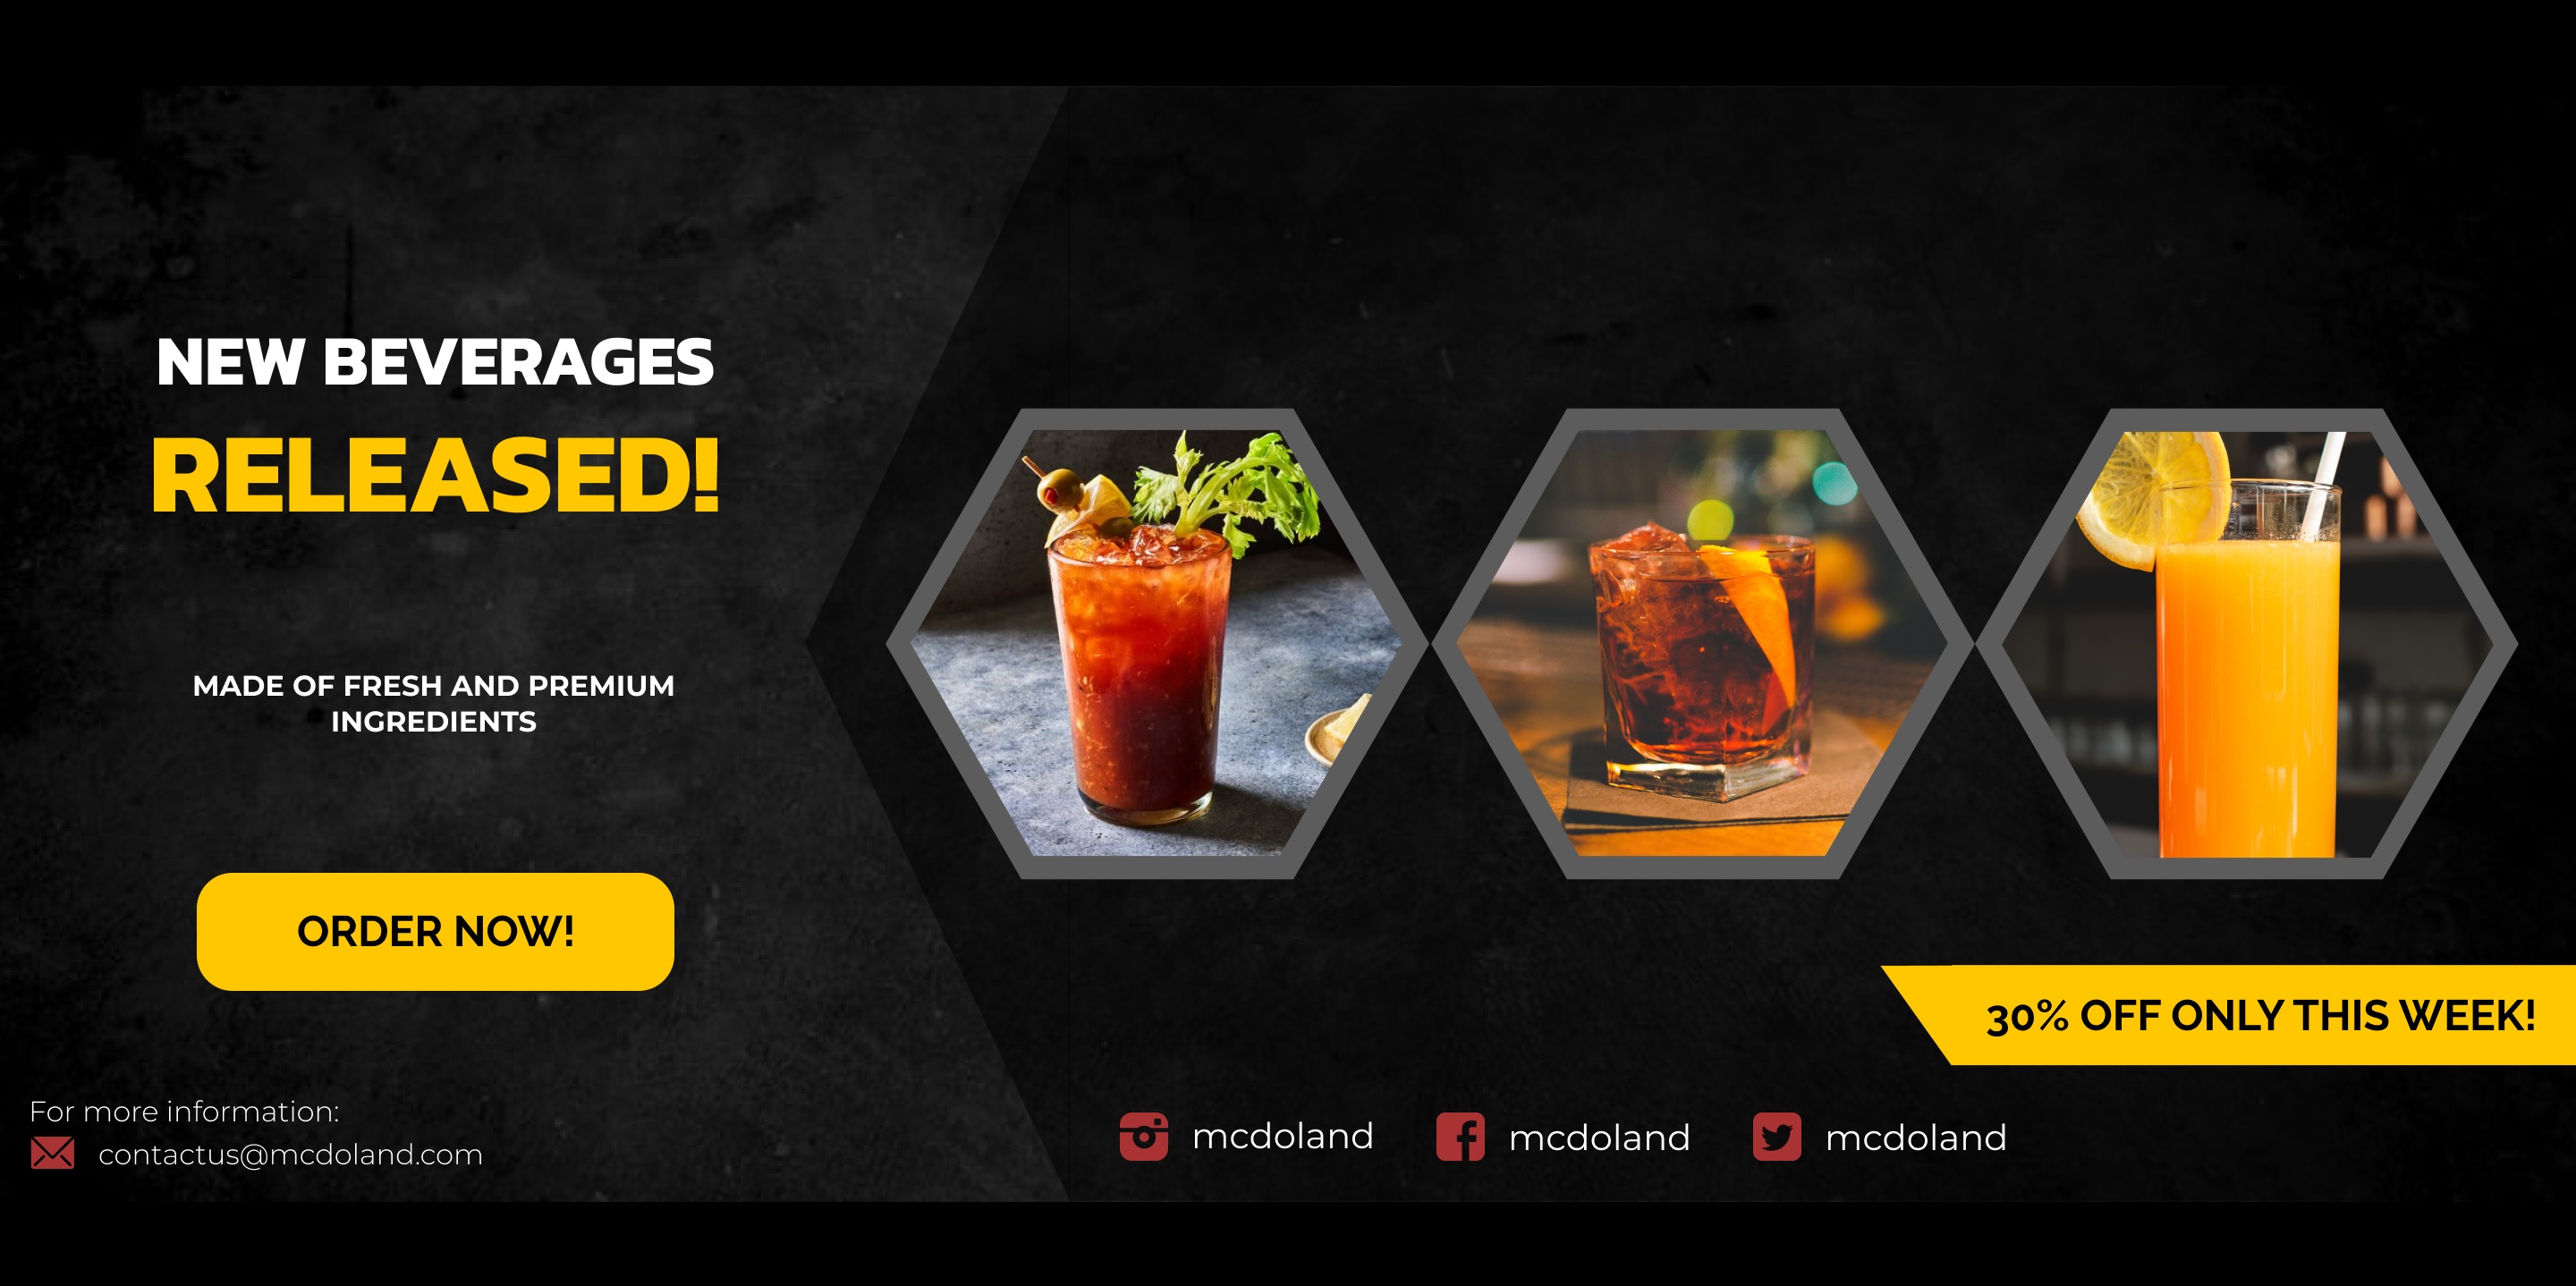 NEW BEVERAGES
RELEASED!
MADE OF FRESH AND PREMIUM
INGREDIENTS
ORDER NOW!
30% OFF ONLY THIS WEEK!
For more information:
contactus@mcdoland.com
mcdoland
mcdoland
mcdoland